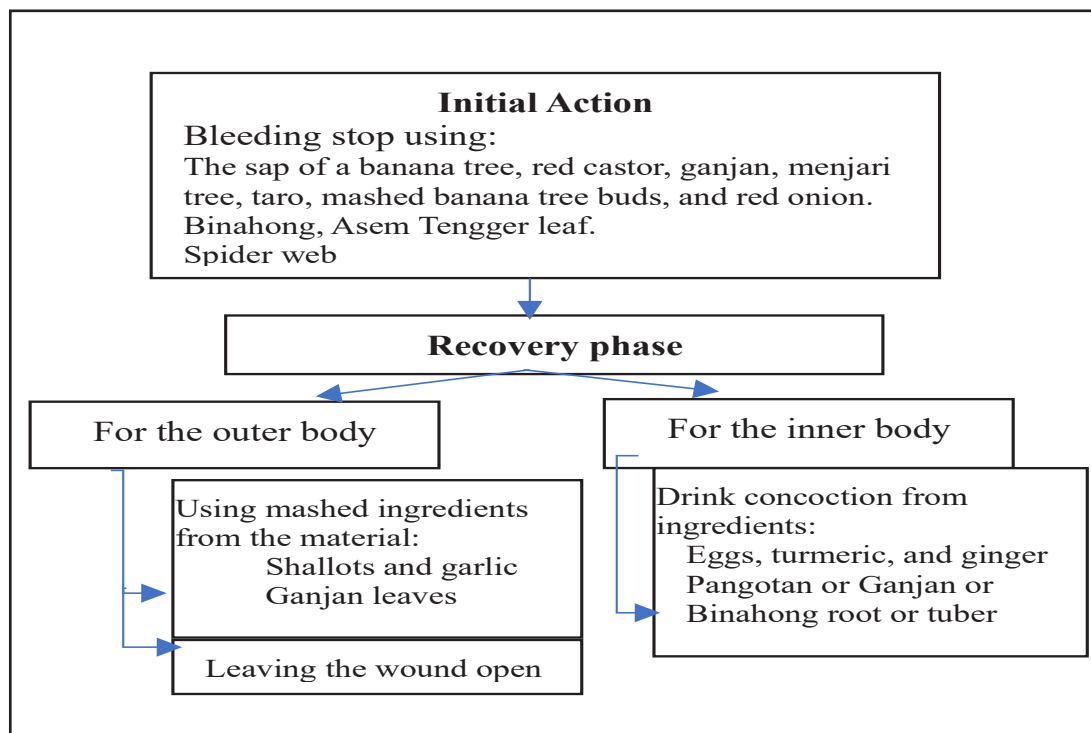 Initial Action
Bleeding stop using:
The sap of a banana tree, red castor, ganjan, menjari
tree, taro, mashed banana tree buds, and red onion.
Binahong, Asem Tengger leaf.
Spider web
Recovery phase
For the outer body
For the inner body
Using mashed ingredients
from the material:
Shallots and garlic
Ganjan leaves
Leaving the wound open
Drink concoction from
ingredients:
Eggs, turmeric, and ginger
Pangotan or Ganjan or
Binahong root or tuber